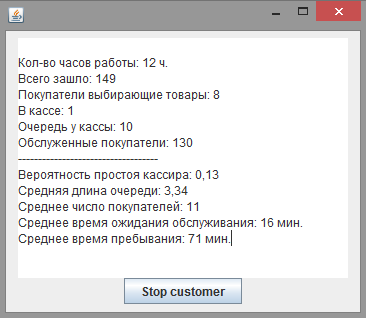 Кол-во часов работы: 12 ч.
Всего зашло: 149
Покупатели выбирающие товары: 8
В кассе: 1
Очередь у кассы: 10
Обслуженные покупатели: 130
-----------------------------------
Вероятность простоя кассира: 0,13
Средняя длина очереди: 3,34
Среднее число покупателей: 11
Среднее время ожидания обслуживания: 16 мин.
Среднее время пребывания: 71 мин.
Stop customer